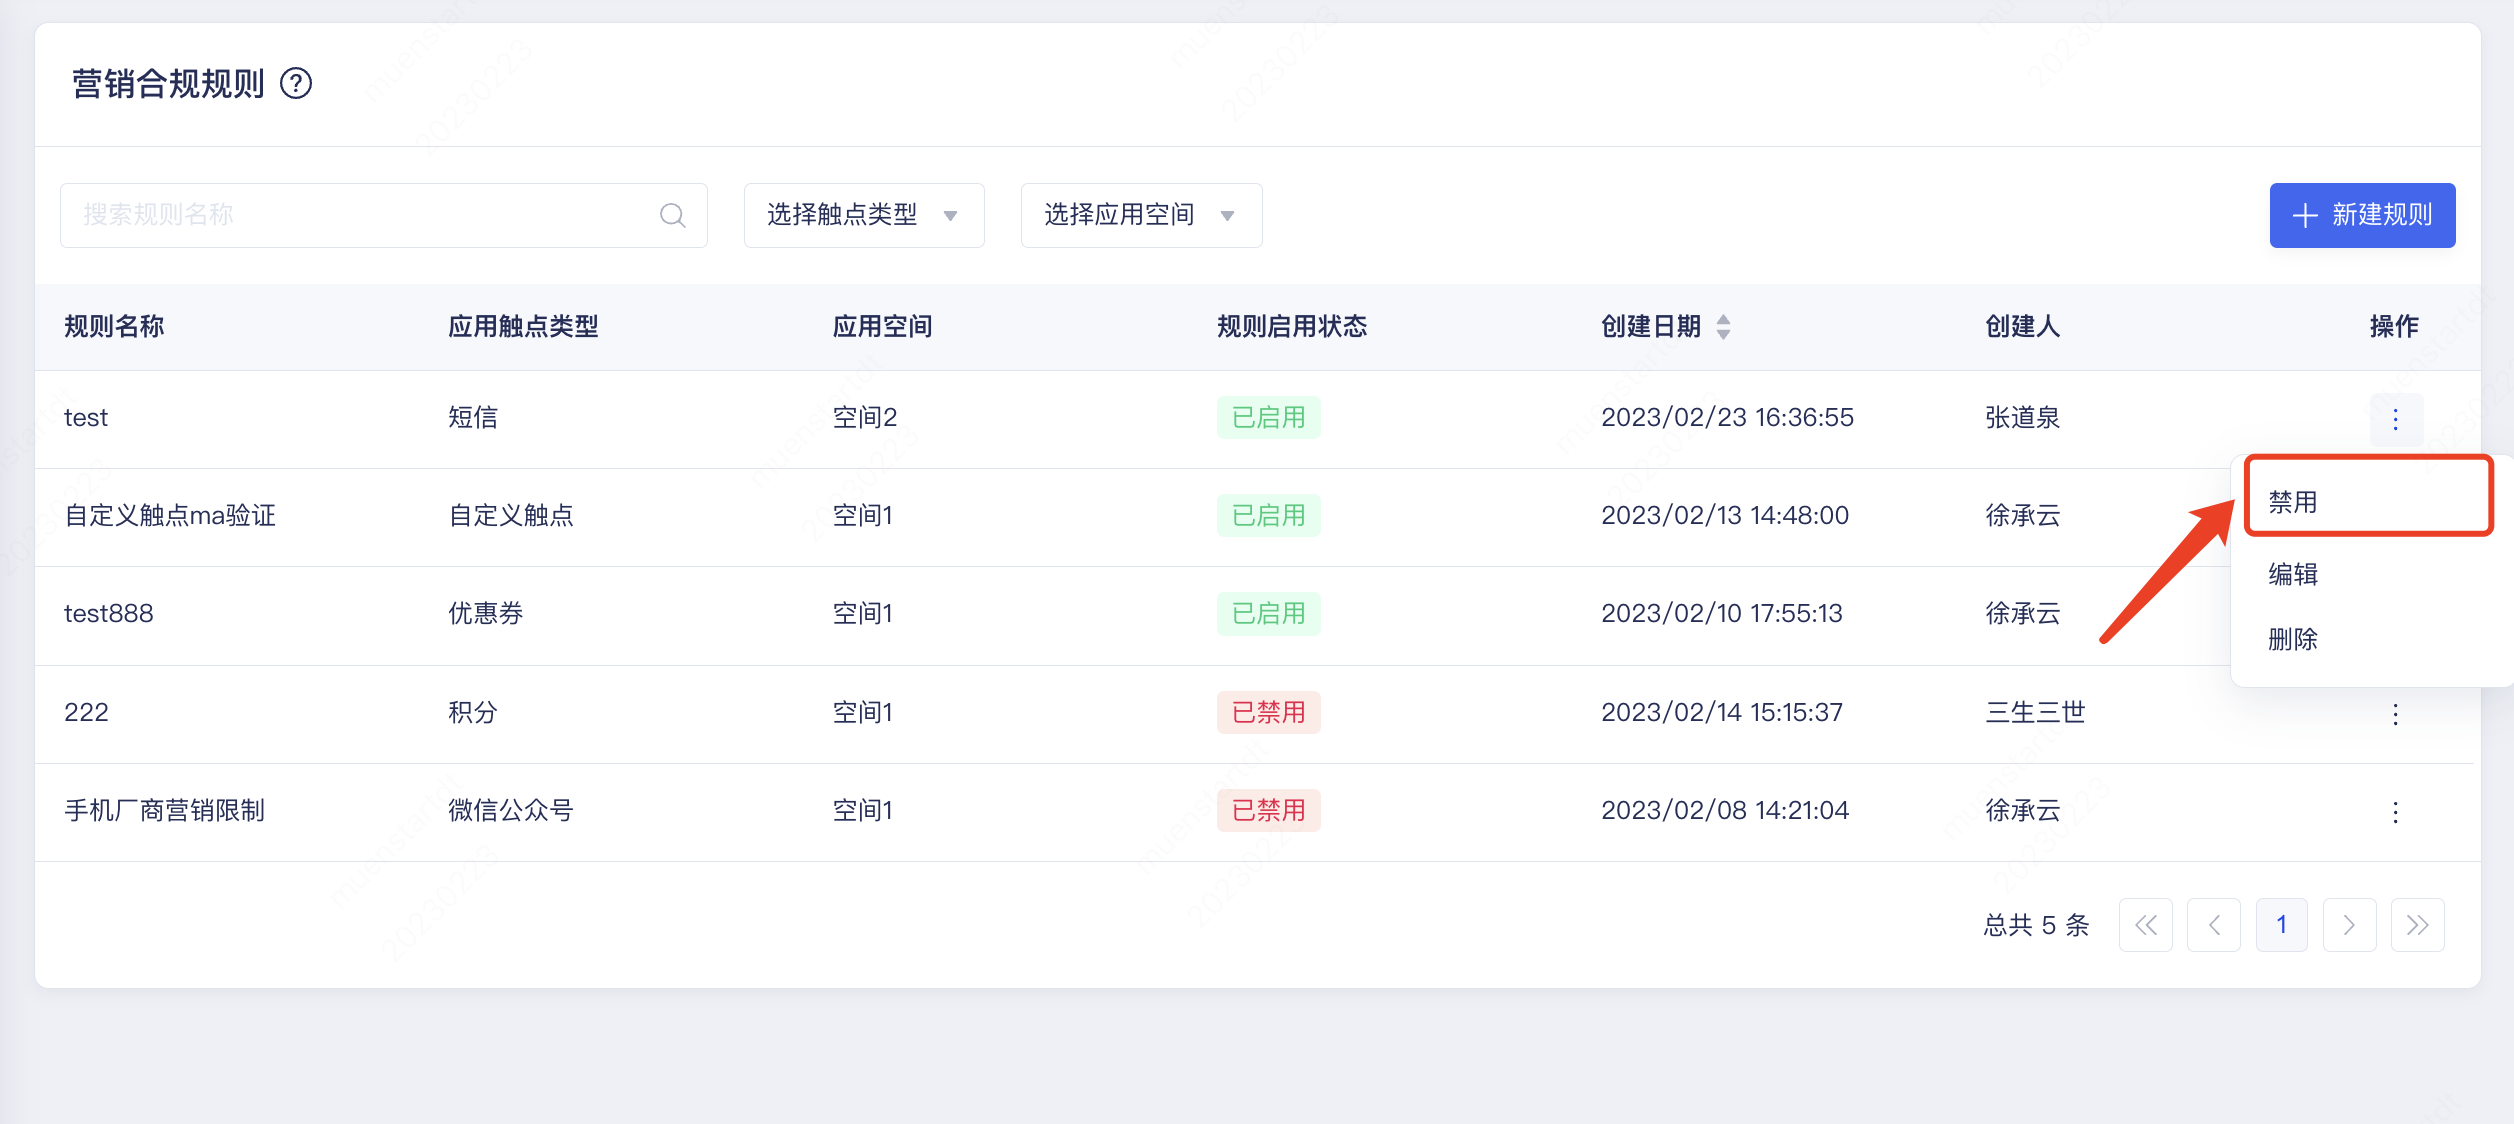 营销合规规则 ?
搜索规则名称 选择触点类型 选择应用空间 新建规则
规则名称 应用触点类型 应用空间 规则启用状态 创建日期 创建人 操作
test 短信 空间2 已启用 2023/02/23 16:36:55 张道泉
自定义触点ma验证 自定义触点 空间1 已启用 2023/02/13 14:48:00 徐承云
test888 优惠券 空间1 已启用 2023/02/10 17:55:13 徐承云
222 积分 空间1 已禁用 2023/02/14 15:15:37 三生三世
手机厂商营销限制 微信公众号 空间1 已禁用 2023/02/08 14:21:04 徐承云
禁用
编辑
删除
总共 5 条 1
muenstartdt
20230223